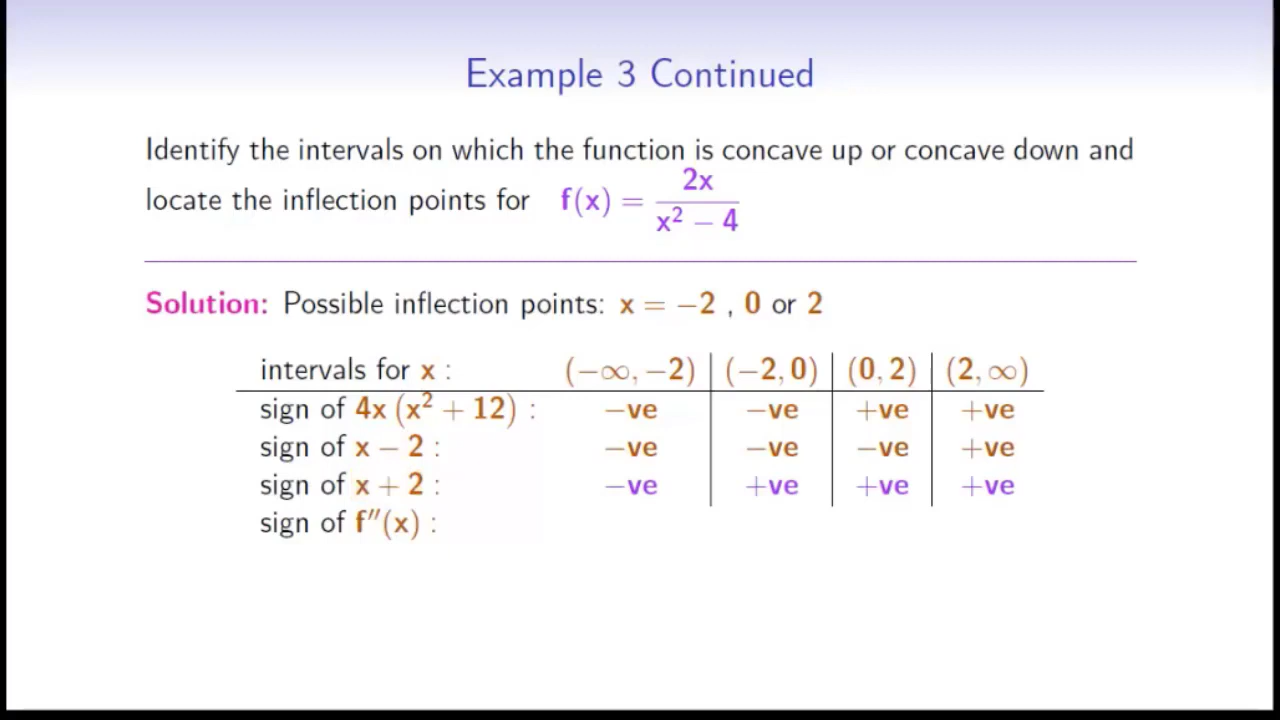 Example 3 Continued
Identify the intervals on which the function is concave up or concave down and
locate the inflection points for f(x) = 2x / (x² − 4)
Solution: Possible inflection points: x = −2 , 0 or 2
intervals for x : (−∞, −2) (−2, 0) (0, 2) (2, ∞)
sign of 4x (x² + 12) : −ve −ve +ve +ve
sign of x − 2 : −ve −ve −ve +ve
sign of x + 2 : −ve +ve +ve +ve
sign of f″(x) :